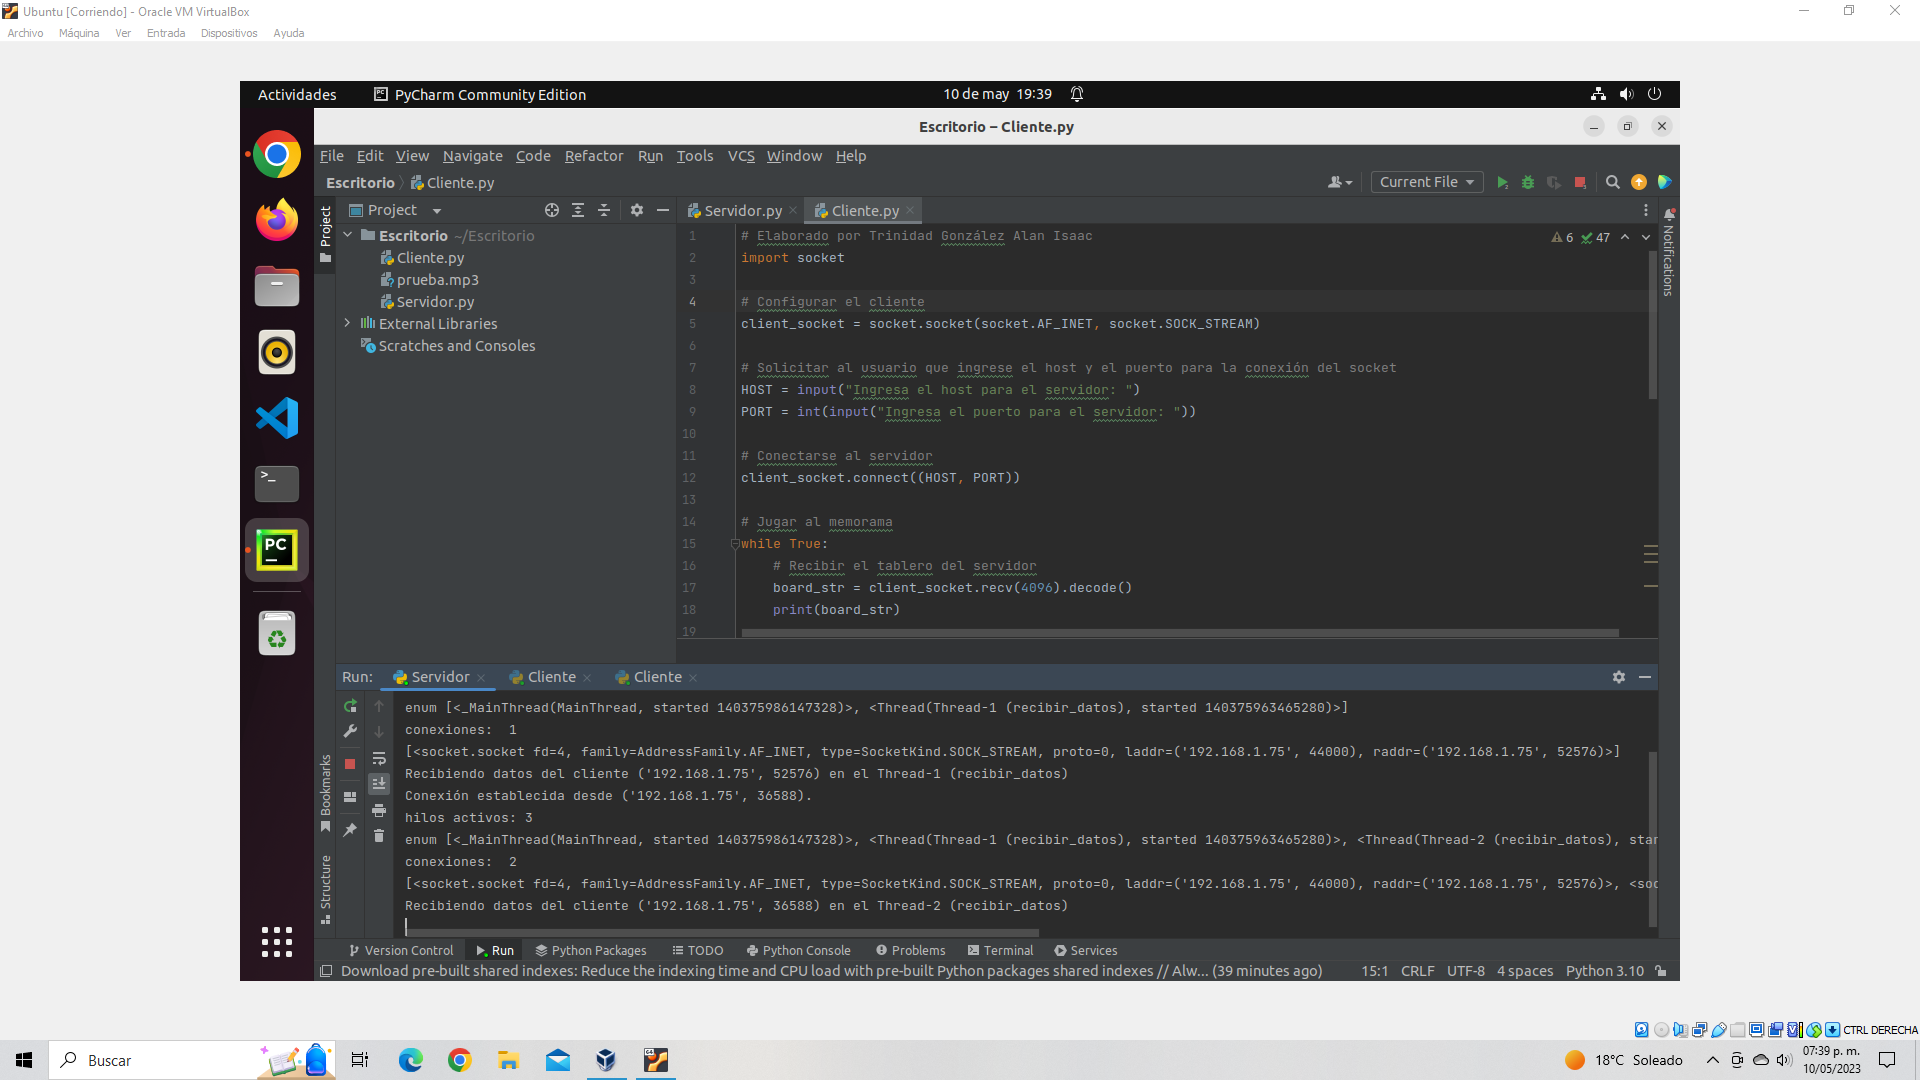 Ubuntu [Corriendo] - Oracle VM VirtualBox
Archivo Máquina Ver Entrada Dispositivos Ayuda
Actividades PyCharm Community Edition 10 de may 19:39
Escritorio – Cliente.py
File Edit View Navigate Code Refactor Run Tools VCS Window Help
Escritorio Cliente.py Current File
Project Servidor.py Cliente.py
Project
Escritorio ~/Escritorio
Cliente.py
prueba.mp3
Servidor.py
External Libraries
Scratches and Consoles
6 47
Notifications
1 # Elaborado por Trinidad González Alan Isaac
2 import socket
3
4 # Configurar el cliente
5 client_socket = socket.socket(socket.AF_INET, socket.SOCK_STREAM)
6
7 # Solicitar al usuario que ingrese el host y el puerto para la conexión del socket
8 HOST = input("Ingresa el host para el servidor: ")
9 PORT = int(input("Ingresa el puerto para el servidor: "))
10
11 # Conectarse al servidor
12 client_socket.connect((HOST, PORT))
13
14 # Jugar al memorama
15 while True:
16 # Recibir el tablero del servidor
17 board_str = client_socket.recv(4096).decode()
18 print(board_str)
19
Run: Servidor Cliente Cliente
enum [<_MainThread(MainThread, started 140375986147328)>, <Thread(Thread-1 (recibir_datos), started 140375963465280)>]
conexiones:  1
[<socket.socket fd=4, family=AddressFamily.AF_INET, type=SocketKind.SOCK_STREAM, proto=0, laddr=('192.168.1.75', 44000), raddr=('192.168.1.75', 52576)>]
Recibiendo datos del cliente ('192.168.1.75', 52576) en el Thread-1 (recibir_datos)
Conexión establecida desde ('192.168.1.75', 36588).
hilos activos: 3
enum [<_MainThread(MainThread, started 140375986147328)>, <Thread(Thread-1 (recibir_datos), started 140375963465280)>, <Thread(Thread-2 (recibir_datos), star
conexiones:  2
[<socket.socket fd=4, family=AddressFamily.AF_INET, type=SocketKind.SOCK_STREAM, proto=0, laddr=('192.168.1.75', 44000), raddr=('192.168.1.75', 52576)>, <soc
Recibiendo datos del cliente ('192.168.1.75', 36588) en el Thread-2 (recibir_datos)
Bookmarks
Structure
Version Control Run Python Packages TODO Python Console Problems Terminal Services
Download pre-built shared indexes: Reduce the indexing time and CPU load with pre-built Python packages shared indexes // Alw... (39 minutes ago) 15:1 CRLF UTF-8 4 spaces Python 3.10
CTRL DERECHA
Buscar 18°C Soleado 07:39 p. m.
10/05/2023